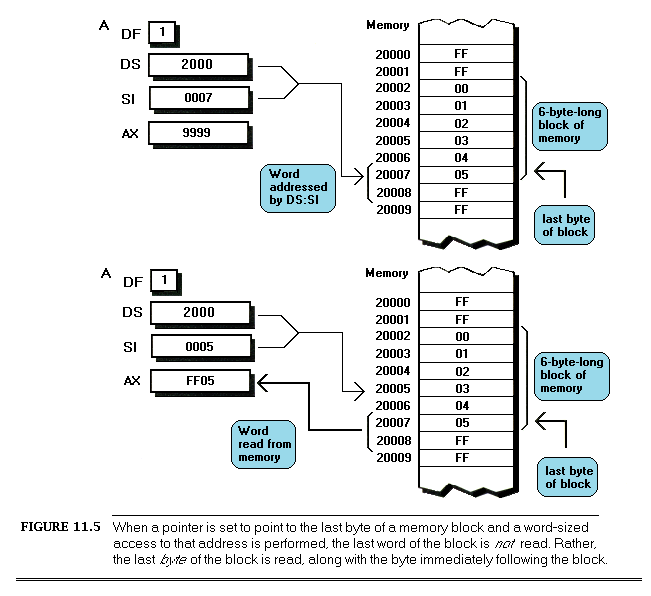 A
DF 1
DS 2000
SI 0007
AX 9999
Word
addressed
by DS:SI
Memory
20000 FF
20001 FF
20002 00
20003 01
20004 02
20005 03
20006 04
20007 05
20008 FF
20009 FF
6-byte-long
block of
memory
last byte
of block
A
DF 1
DS 2000
SI 0005
AX FF05
Word
read from
memory
Memory
20000 FF
20001 FF
20002 00
20003 01
20004 02
20005 03
20006 04
20007 05
20008 FF
20009 FF
6-byte-long
block of
memory
last byte
of block
FIGURE 11.5 When a pointer is set to point to the last byte of a memory block and a word-sized
access to that address is performed, the last word of the block is not read. Rather,
the last byte of the block is read, along with the byte immediately following the block.